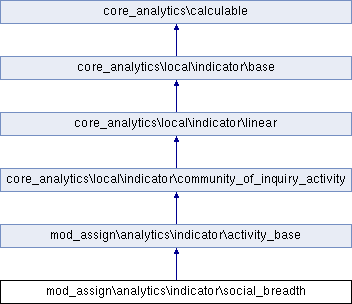 core_analytics\calculable
core_analytics\local\indicator\base
core_analytics\local\indicator\linear
core_analytics\local\indicator\community_of_inquiry_activity
mod_assign\analytics\indicator\activity_base
mod_assign\analytics\indicator\social_breadth